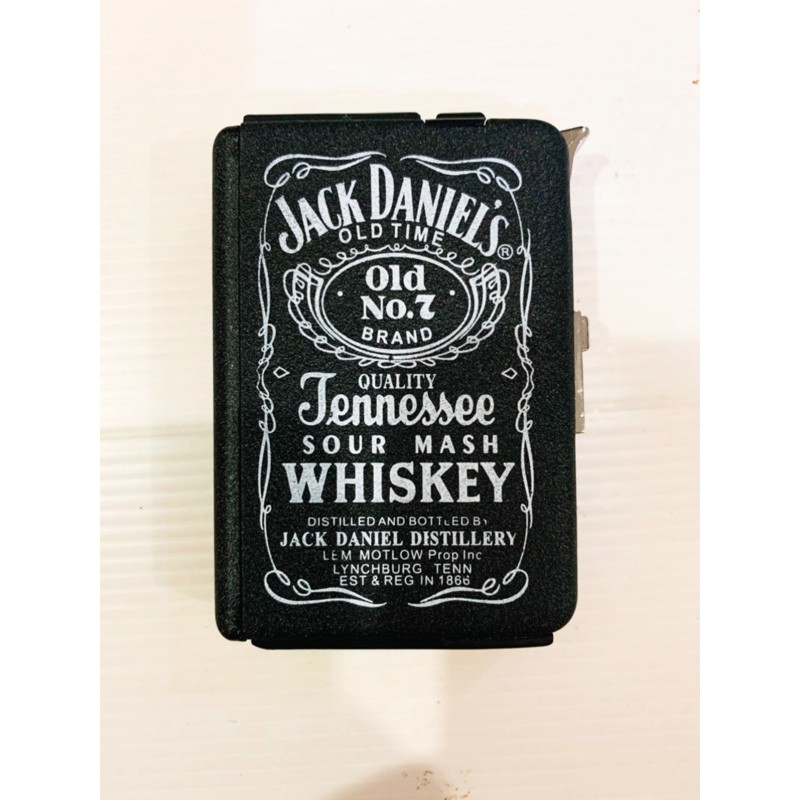 JACK DANIEL'S ®
OLD TIME
Old
No.7
BRAND
QUALITY
Tennessee
SOUR MASH
WHISKEY
DISTILLED AND BOTTLED BY
JACK DANIEL DISTILLERY
LEM MOTLOW Prop Inc
LYNCHBURG TENN
EST & REG IN 1866